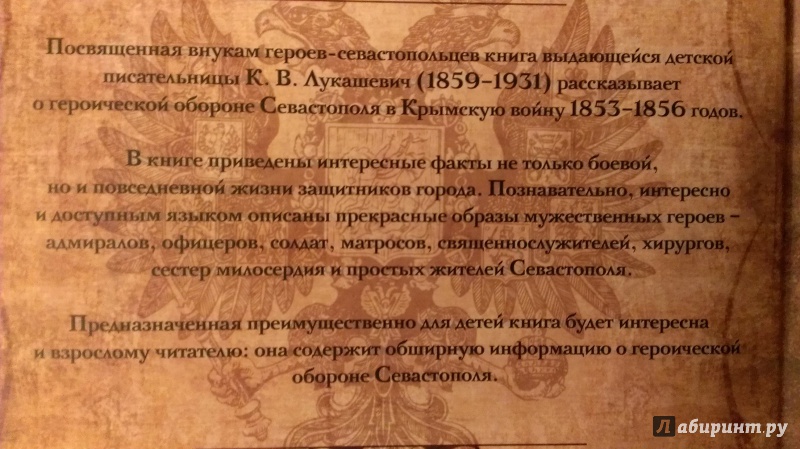 Посвященная внукам героев-севастопольцев книга выдающейся детской
писательницы К. В. Лукашевич (1859–1931) рассказывает
о героической обороне Севастополя в Крымскую войну 1853–1856 годов.
В книге приведены интересные факты не только боевой,
но и повседневной жизни защитников города. Познавательно, интересно
и доступным языком описаны прекрасные образы мужественных героев –
адмиралов, офицеров, солдат, матросов, священнослужителей, хирургов,
сестер милосердия и простых жителей Севастополя.
Предназначенная преимущественно для детей книга будет интересна
и взрослому читателю: она содержит обширную информацию о героической
обороне Севастополя.
Лабиринт.ру